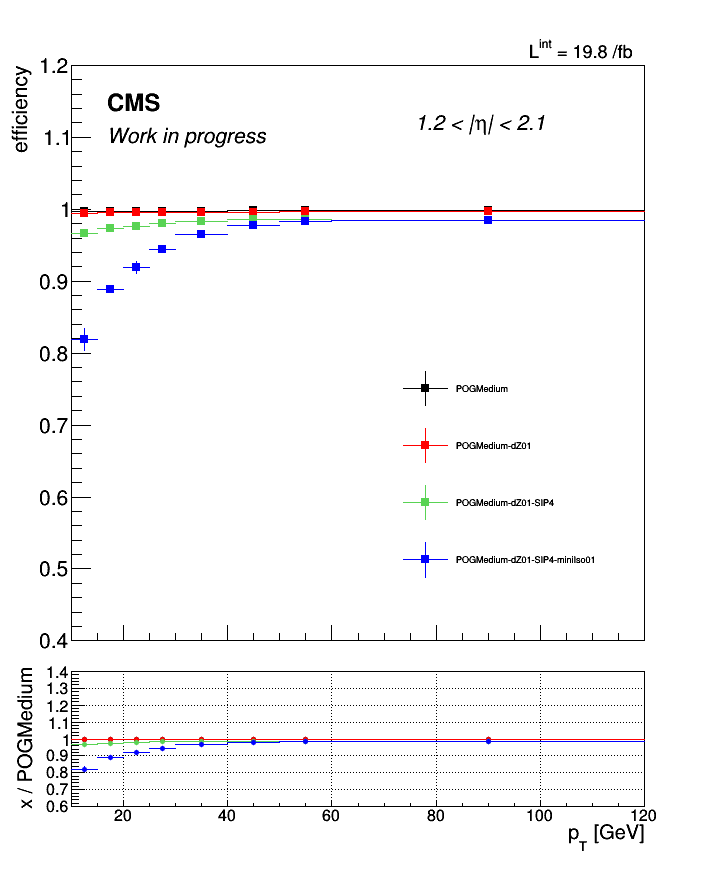 L^int = 19.8 /fb
efficiency
1.2
1.1
1
0.9
0.8
0.7
0.6
0.5
0.4
CMS
Work in progress
1.2 < |η| < 2.1
POGMedium
POGMedium-dZ01
POGMedium-dZ01-SIP4
POGMedium-dZ01-SIP4-miniIso01
x / POGMedium
1.4
1.3
1.2
1.1
1
0.9
0.8
0.7
0.6
20 40 60 80 100 120
p_T [GeV]